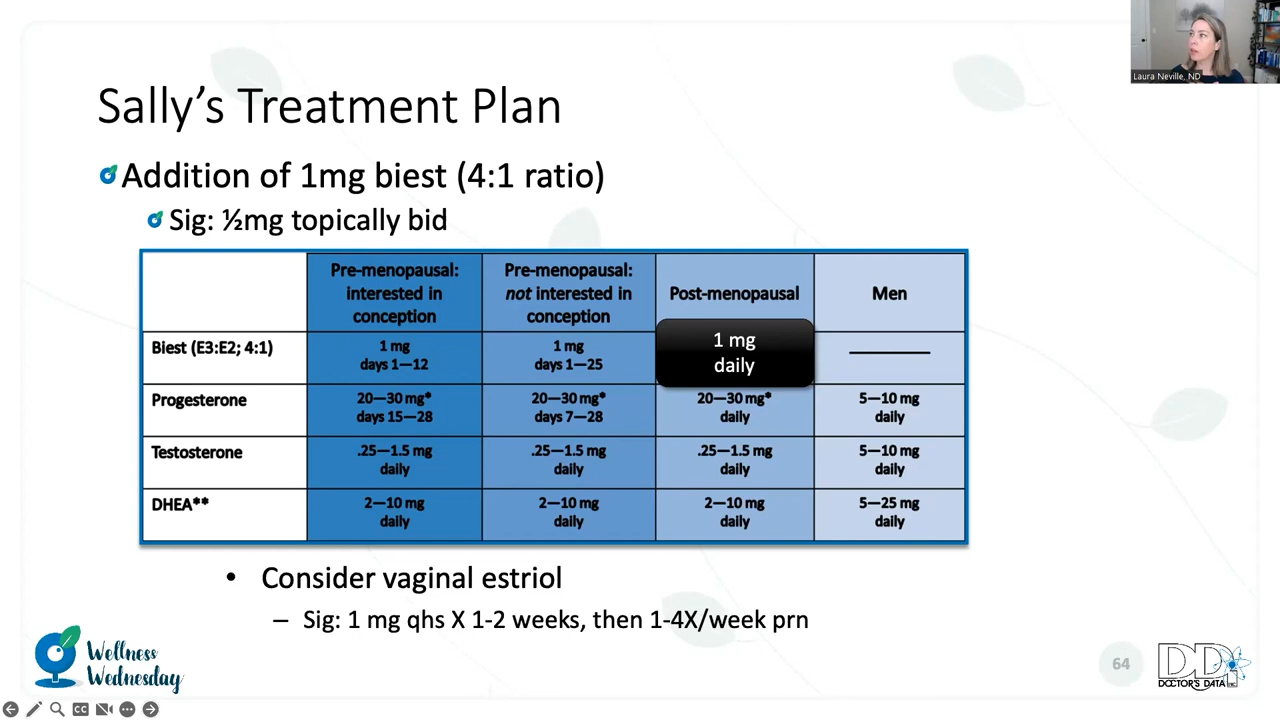 Laura Neville, ND
Sally's Treatment Plan
Addition of 1mg biest (4:1 ratio)
Sig: ½mg topically bid
Pre-menopausal: interested in conception
Pre-menopausal: not interested in conception
Post-menopausal
Men
Biest (E3:E2; 4:1)
1 mg days 1—12
1 mg days 1—25
1 mg daily
Progesterone
20—30 mg* days 15—28
20—30 mg* days 7—28
20—30 mg* daily
5—10 mg daily
Testosterone
.25—1.5 mg daily
.25—1.5 mg daily
.25—1.5 mg daily
5—10 mg daily
DHEA**
2—10 mg daily
2—10 mg daily
2—10 mg daily
5—25 mg daily
• Consider vaginal estriol
– Sig: 1 mg qhs X 1-2 weeks, then 1-4X/week prn
Wellness
Wednesday
64
DDI
DOCTOR'S DATA INC
CC